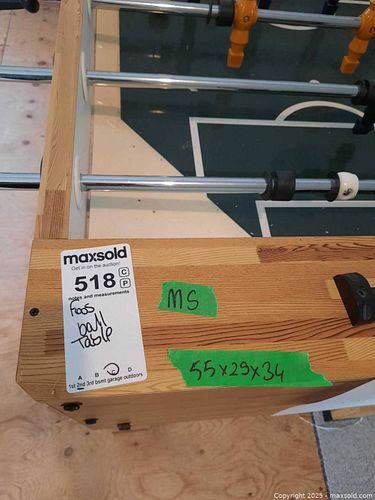 maxsold
Get in on the auction!
518 C P
notes and measurements
Foos
ball
Table
A B C D
1st 2nd 3rd bsmt garage outdoors
MS
55x29x34
Copyright 2025 - maxsold.com